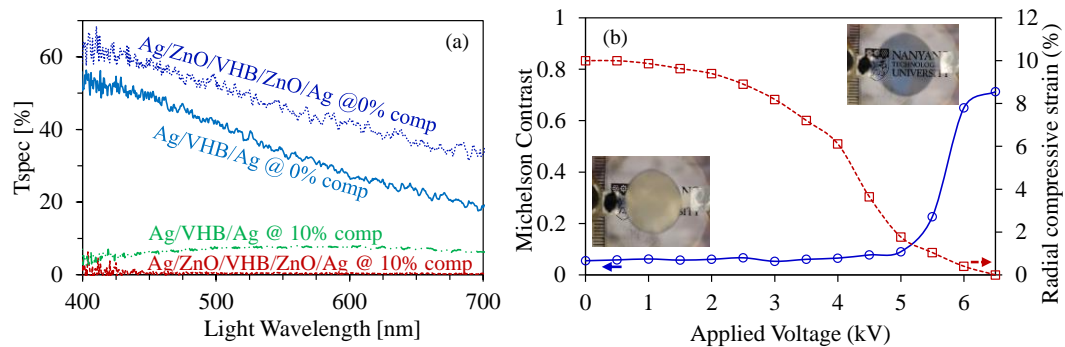 (a)
Tspec [%]
60
40
20
0
Ag/ZnO/VHB/ZnO/Ag @0% comp
Ag/VHB/Ag @ 0% comp
Ag/VHB/Ag @ 10% comp
Ag/ZnO/VHB/ZnO/Ag @ 10% comp
400
500
600
700
Light Wavelength [nm]
(b)
Michelson Contrast
1
0.8
0.6
0.4
0.2
0
NANYANG
TECHNOLOG
UNIVERSITY
0
1
2
3
4
5
6
Applied Voltage (kV)
12
10
8
6
4
2
0
Radial compressive strain (%)